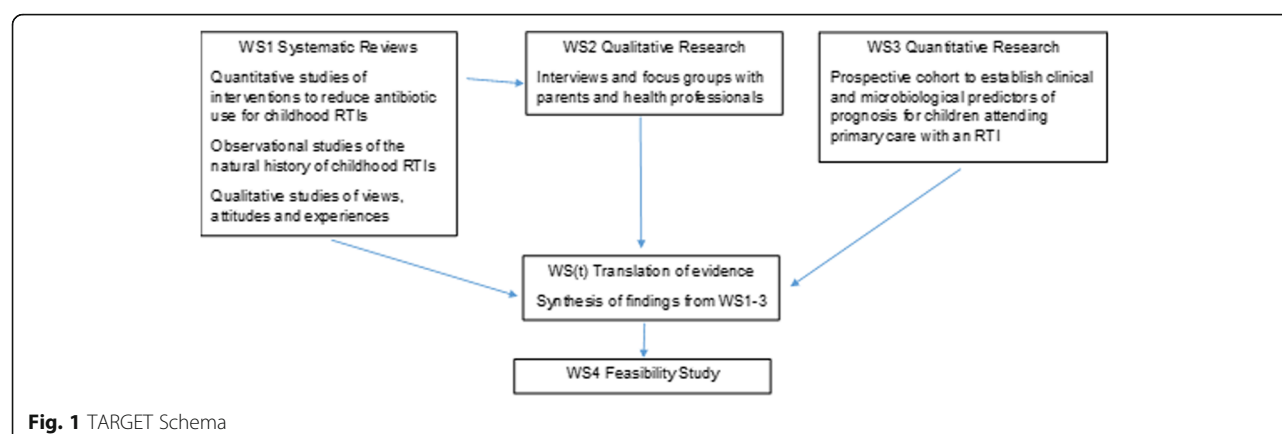 WS1 Systematic Reviews
Quantitative studies of
interventions to reduce antibiotic
use for childhood RTIs
Observational studies of the
natural history of childhood RTIs
Qualitative studies of views,
attitudes and experiences
WS2 Qualitative Research
Interviews and focus groups with
parents and health professionals
WS3 Quantitative Research
Prospective cohort to establish clinical
and microbiological predictors of
prognosis for children attending
primary care with an RTI
WS(t) Translation of evidence
Synthesis of findings from WS1-3
WS4 Feasibility Study
Fig. 1 TARGET Schema